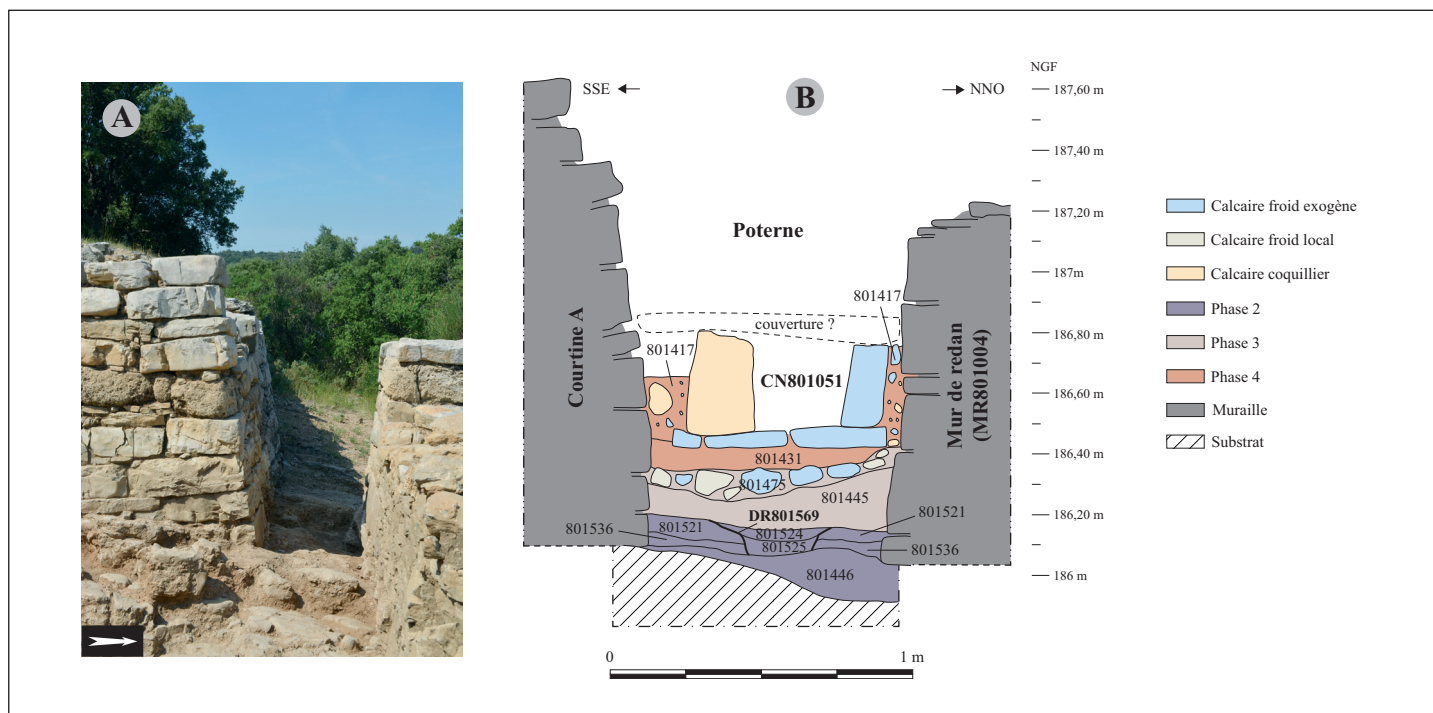 A
SSE
B
NNO
NGF
187,60 m
187,40 m
187,20 m
187m
186,80 m
186,60 m
186,40 m
186,20 m
186 m
Poterne
couverture ?
801417
801417
CN801051
Courtine A
Mur de redan
(MR801004)
801431
801475
801445
DR801569
801521
801536
801521
801524
801525
801536
801446
0
1 m
Calcaire froid exogène
Calcaire froid local
Calcaire coquillier
Phase 2
Phase 3
Phase 4
Muraille
Substrat